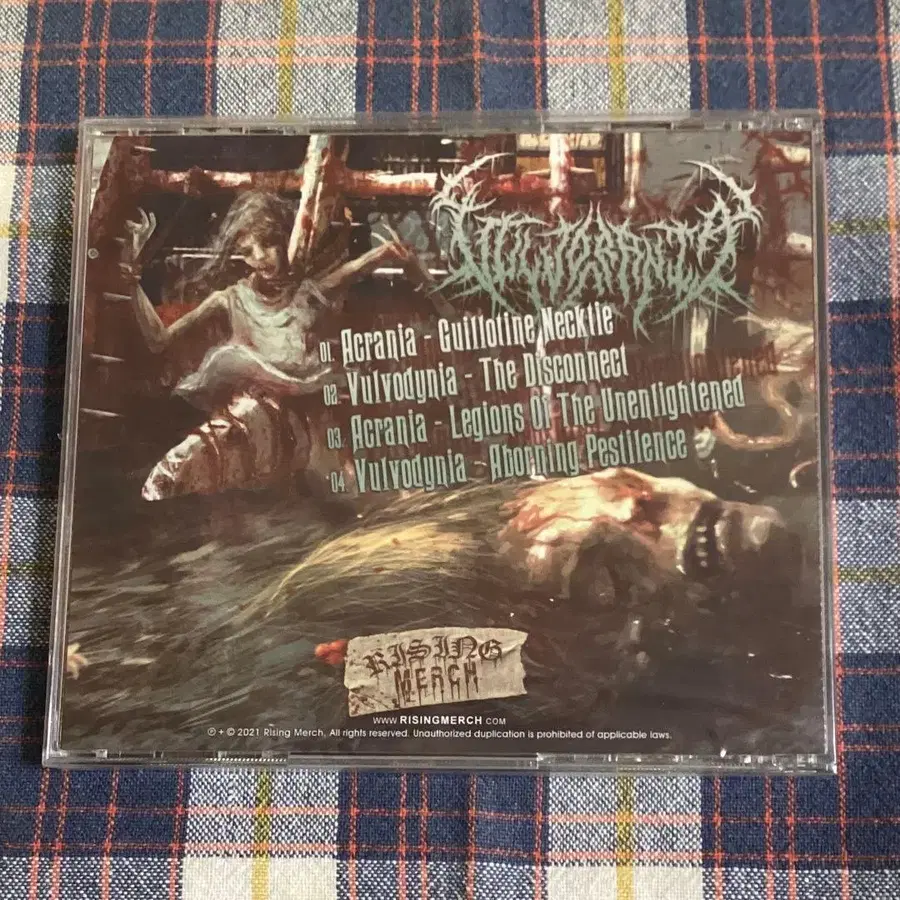 VULVOCRANIA
01. Acrania - Guillotine Necktie
02 Vulvodynia - The Disconnect
03. Acrania - Legions Of The Unenlightened
04 Vulvodynia - Aborning Pestilence
RISING
MERCH
WWW.RISINGMERCH.COM
℗ + © 2021 Rising Merch. All rights reserved. Unauthorized duplication is prohibited of applicable laws.